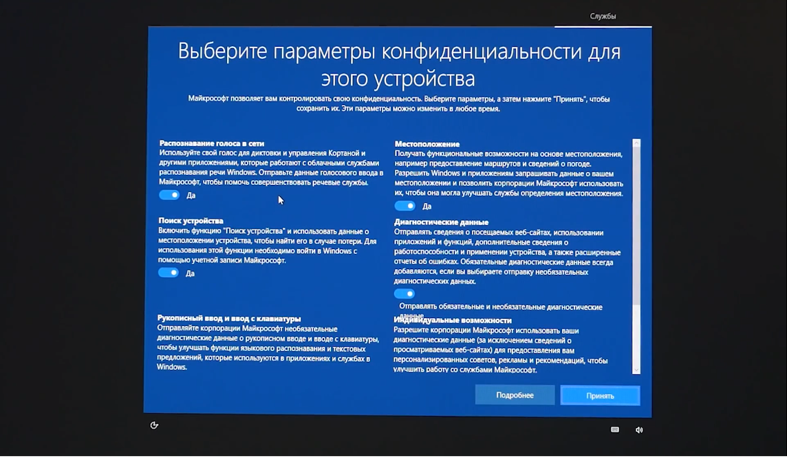 Службы
Выберите параметры конфиденциальности для
этого устройства
Майкрософт позволяет вам контролировать свою конфиденциальность. Выберите параметры, а затем нажмите "Принять", чтобы
сохранить их. Эти параметры можно изменить в любое время.
Распознавание голоса в сети
Используйте свой голос для диктовки и управления Кортаной и
другими приложениями, которые работают с облачными службами
распознавания речи Windows. Отправьте данные голосового ввода в
Майкрософт, чтобы помочь совершенствовать речевые службы.
Да
Поиск устройства
Включить функцию "Поиск устройства" и использовать данные о
местоположении устройства, чтобы найти его в случае потери. Для
использования этой функции необходимо войти в Windows с
помощью учетной записи Майкрософт.
Да
Рукописный ввод и ввод с клавиатуры
Отправляйте корпорации Майкрософт необязательные
диагностические данные о рукописном вводе и вводе с клавиатуры,
чтобы улучшить функции языкового распознавания и текстовых
предложений, которые используются в приложениях и службах в
Windows.
Местоположение
Получать функциональные возможности на основе местоположения,
например предоставление маршрутов и сведений о погоде.
Разрешить Windows и приложениям запрашивать данные о вашем
местоположении и позволить корпорации Майкрософт использовать
их, чтобы она могла улучшать службы определения местоположения.
Да
Диагностические данные
Отправлять сведения о посещаемых веб-сайтах, использовании
приложений и функций, дополнительные сведения о
работоспособности и применении устройства, а также расширенные
отчеты об ошибках. Обязательные диагностические данные всегда
добавляются, если вы выбираете отправку необязательных
диагностических данных.
Отправлять обязательные и необязательные диагностические
данные
Индивидуальные возможности
Разрешите корпорации Майкрософт использовать ваши
диагностические данные (за исключением сведений о
просматриваемых веб-сайтах) для предоставления вам
персонализированных советов, рекламы и рекомендаций, чтобы
улучшить работу со службами Майкрософт.
Подробнее
Принять